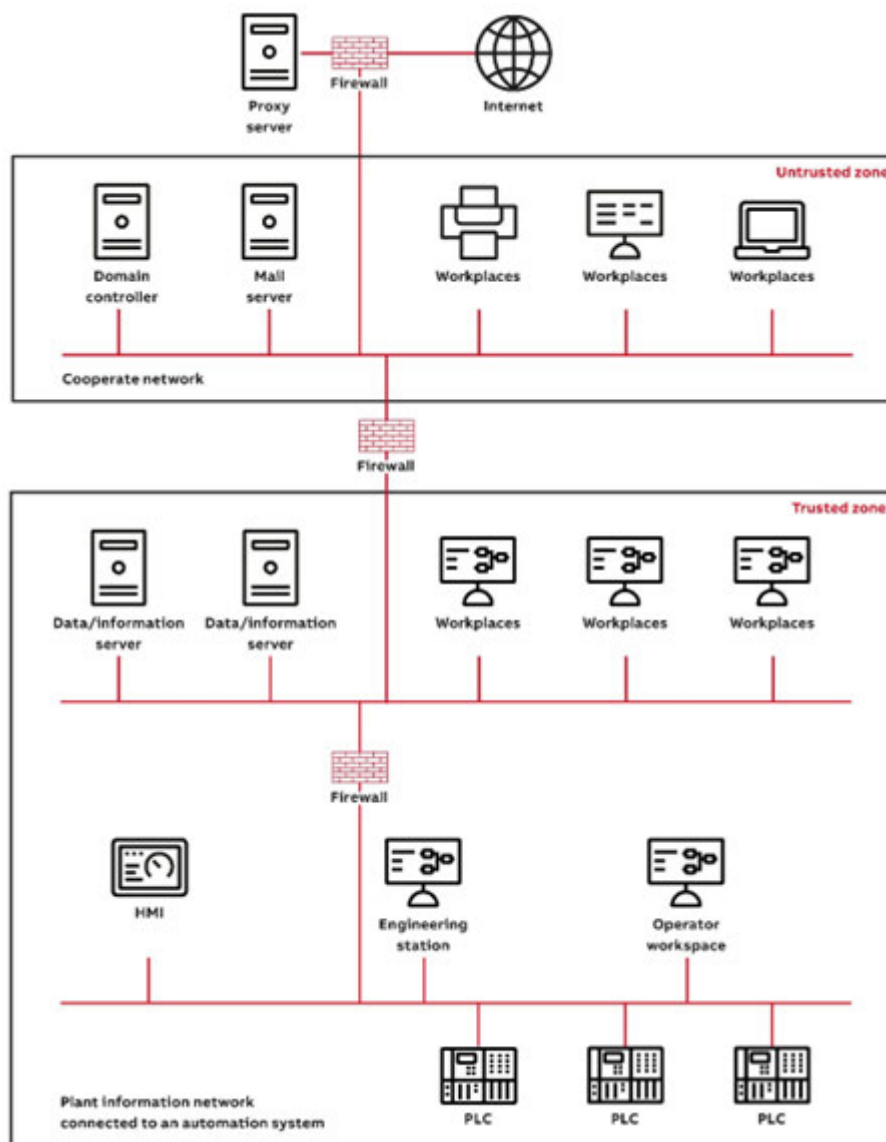 Proxy
server
Firewall
Internet
Untrusted zone
Domain
controller
Mail
server
Workplaces
Workplaces
Workplaces
Cooperate network
Firewall
Trusted zone
Data/information
server
Data/information
server
Workplaces
Workplaces
Workplaces
Firewall
HMI
Engineering
station
Operator
workspace
PLC
PLC
PLC
Plant information network
connected to an automation system